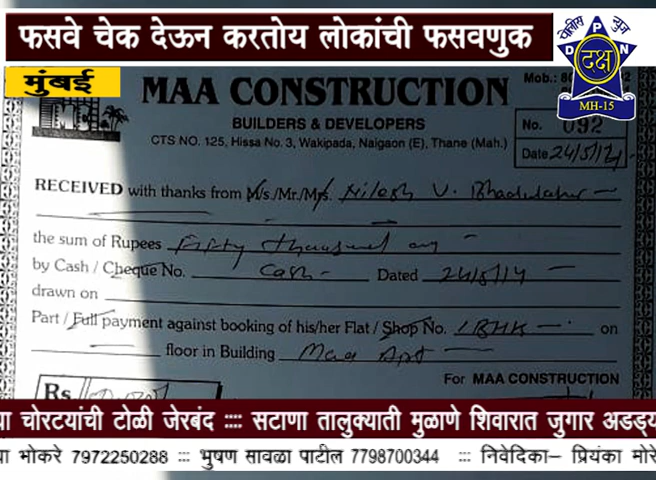 फसवे चेक देऊन करतोय लोकांची फसवणुक
पोलीस न्युज
D P N
दक्ष
MH-15
मुंबई
Mob.: 8
MAA CONSTRUCTION
BUILDERS & DEVELOPERS
CTS NO. 125, Hissa No. 3, Wakipada, Naigaon (E), Thane (Mah.)
No. 092
Date 24/5/14
RECEIVED with thanks from M/s./Mr./Mrs. Nilesh V.
the sum of Rupees Fifty thousand only
by Cash / Cheque No. Cash Dated 24/5/14
drawn on
Part / Full payment against booking of his/her Flat / Shop No. 1BHK on
floor in Building Maa Apt
For MAA CONSTRUCTION
Rs.
या चोरट्यांची टोळी जेरबंद :::: सटाणा तालुक्याती मुळाणे शिवारात जुगार अडड्य
या भोकरे 7972250288 ::: भुषण सावळा पाटील 7798700344 ::: निवेदिका– प्रियंका मोरे